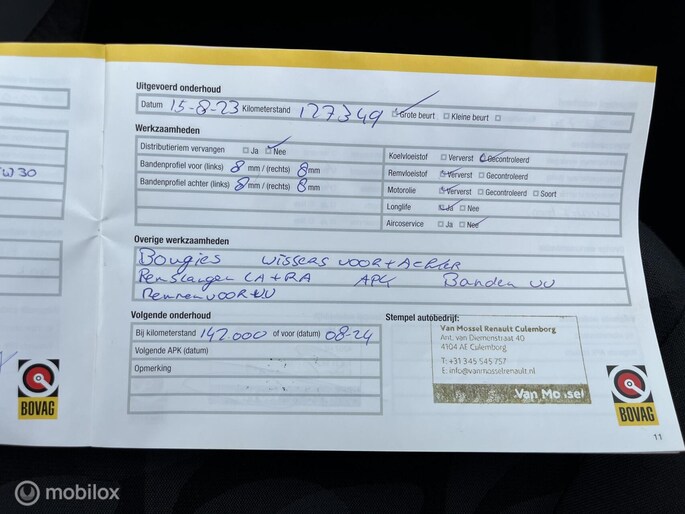 W30
Uitgevoerd onderhoud
Datum 15-8-23 Kilometerstand 127349 Grote beurt Kleine beurt
Werkzaamheden
Distributieriem vervangen Ja Nee
Bandenprofiel voor (links) 8 mm / (rechts) 8 mm
Bandenprofiel achter (links) 8 mm / (rechts) 8 mm
Koelvloeistof Ververst Gecontroleerd
Remvloeistof Ververst Gecontroleerd
Motorolie Ververst Gecontroleerd Soort
Longlife Ja Nee
Aircoservice Ja Nee
Overige werkzaamheden
Bougies wissers voor+Achter
Remslangen LA+RA APK Banden VV
Remmen voor
Volgende onderhoud
Bij kilometerstand 142.000 of voor (datum) 08-24
Volgende APK (datum)
Opmerking
Stempel autobedrijf:
Van Mossel Renault Culemborg
Ant. van Diemenstraat 40
4104 AE Culemborg
T: +31 345 545 757
E: info@vanmosselrenault.nl
Van Mossel
BOVAG
BOVAG
11
mobilox